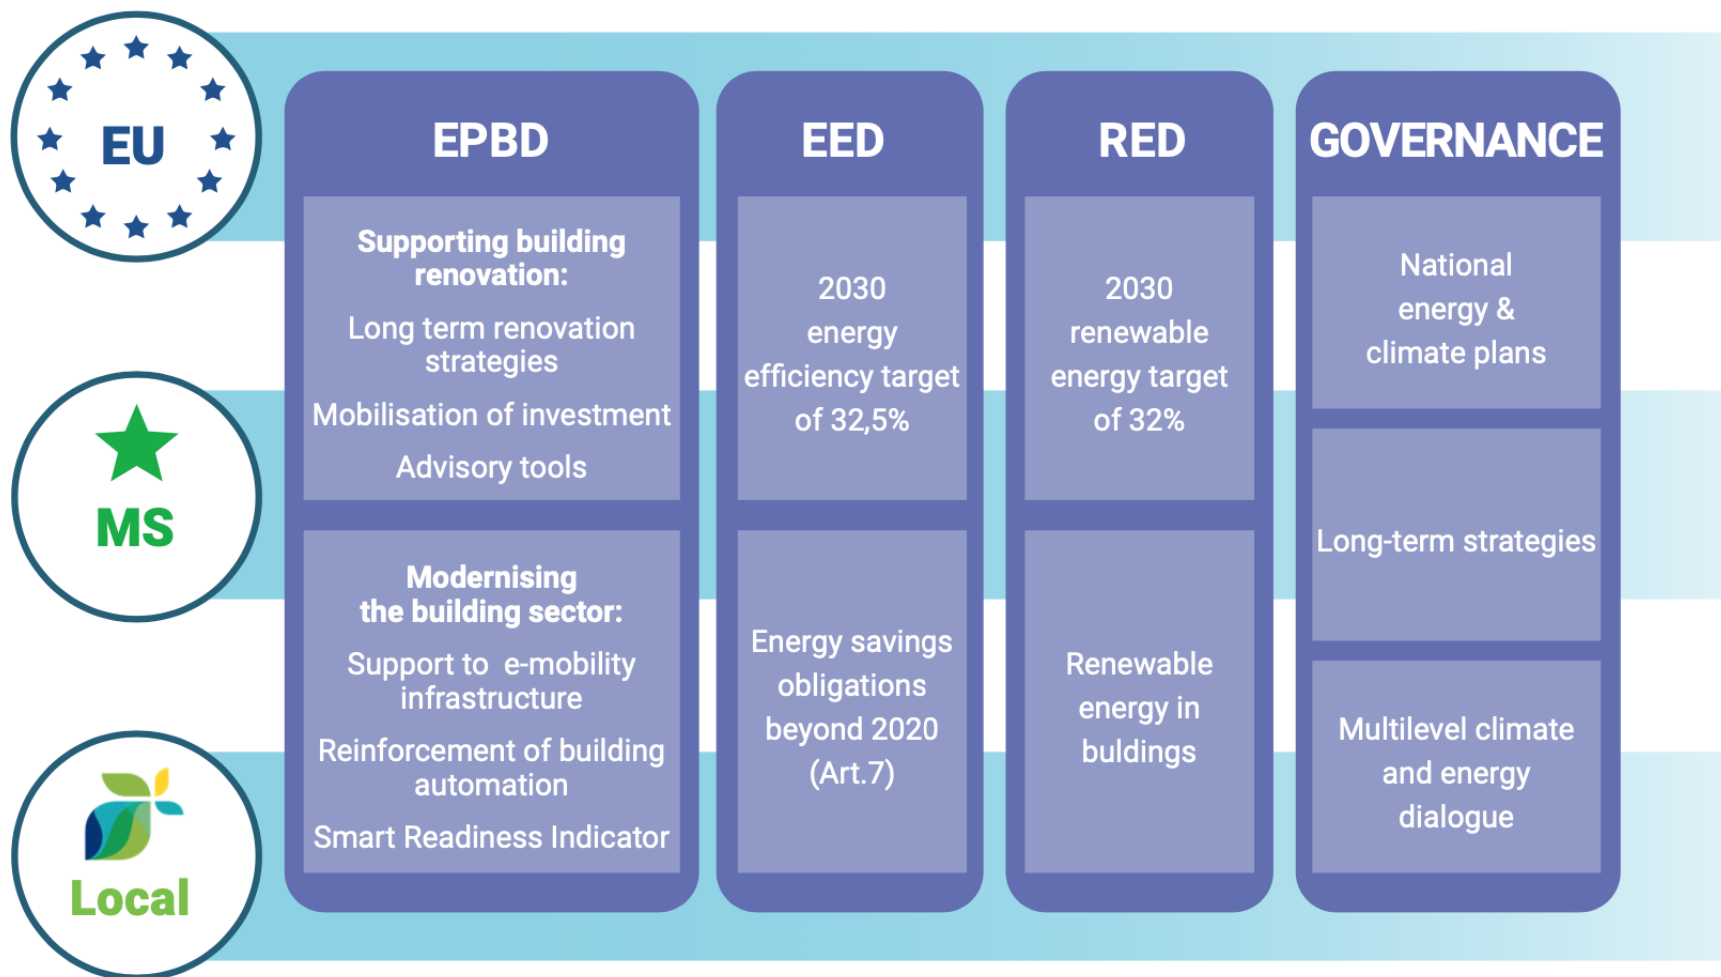 EU
MS
Local
EPBD
Supporting building
renovation:
Long term renovation
strategies
Mobilisation of investment
Advisory tools
Modernising
the building sector:
Support to  e-mobility
infrastructure
Reinforcement of building
automation
Smart Readiness Indicator
EED
2030
energy
efficiency target
of 32,5%
Energy savings
obligations
beyond 2020
(Art.7)
RED
2030
renewable
energy target
of 32%
Renewable
energy in
buldings
GOVERNANCE
National
energy &
climate plans
Long-term strategies
Multilevel climate
and energy
dialogue